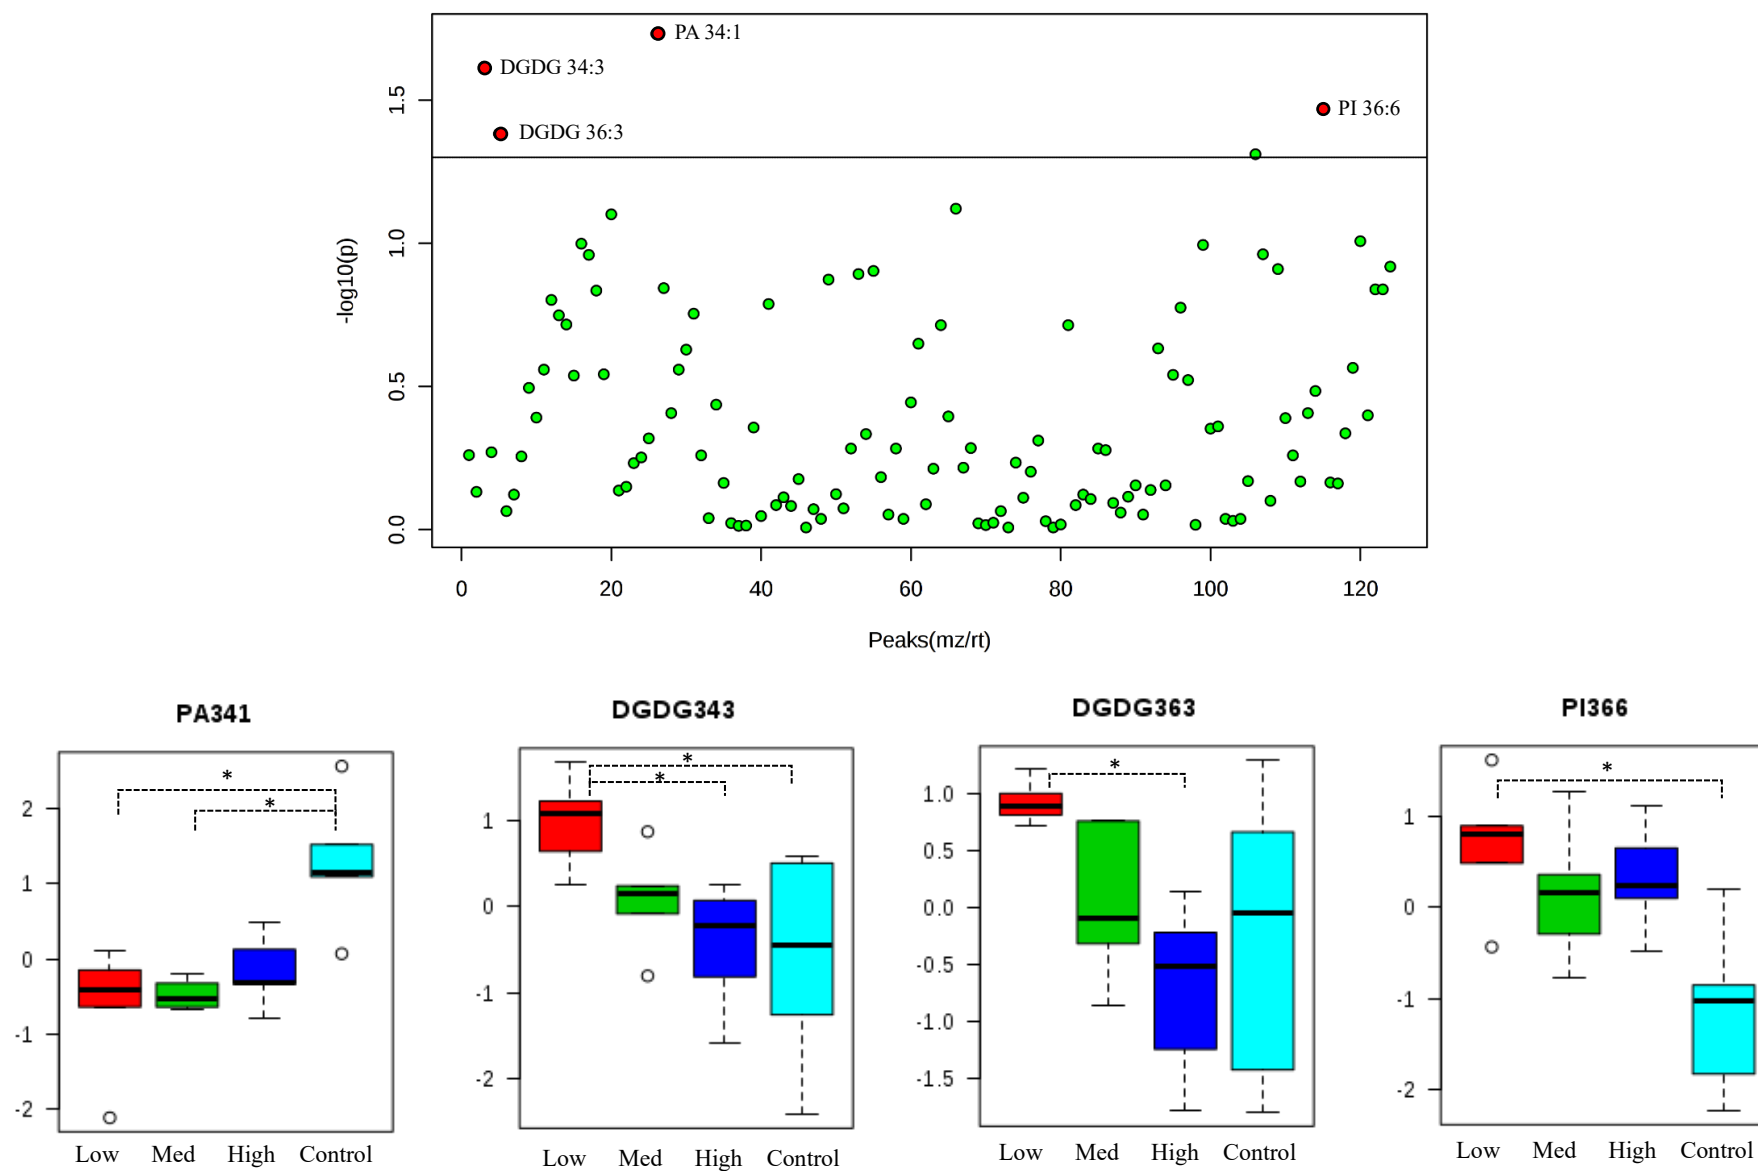 PA 34:1
DGDG 34:3
PI 36:6
DGDG 36:3
-log10(p)
1.5
1.0
0.5
0.0
0 20 40 60 80 100 120
Peaks(mz/rt)
PA341
* 
*
2
1
0
-1
-2
Low Med High Control
DGDG343
*
*
1
0
-1
-2
Low Med High Control
DGDG363
*
1.0
0.5
0.0
-0.5
-1.0
-1.5
Low Med High Control
PI366
*
1
0
-1
-2
Low Med High Control